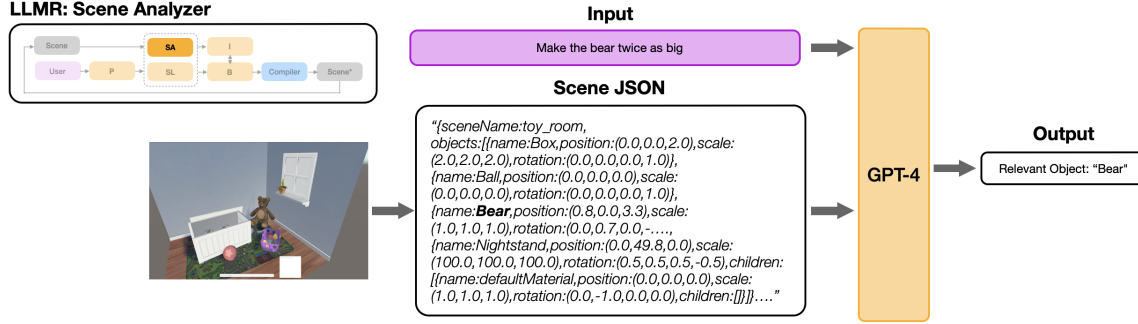 LLMR: Scene Analyzer
Scene
SA
I
User
P
SL
B
Compiler
Scene*
Input
Make the bear twice as big
Scene JSON
“{sceneName:toy_room,
objects:[{name:Box,position:(0.0,0.0,2.0),scale:
(2.0,2.0,2.0),rotation:(0.0,0.0,0.0,1.0)},
{name:Ball,position:(0.0,0.0,0.0),scale:
(0.0,0.0,0.0),rotation:(0.0,0.0,0.0,1.0)},
{name:Bear,position:(0.8,0.0,3.3),scale:
(1.0,1.0,1.0),rotation:(0.0,0.7,0.0,-….,
{name:Nightstand,position:(0.0,49.8,0.0),scale:
(100.0,100.0,100.0),rotation:(0.5,0.5,0.5,-0.5),children:
[{name:defaultMaterial,position:(0.0,0.0,0.0),scale:
(1.0,1.0,1.0),rotation:(0.0,-1.0,0.0,0.0),children:[]}]}….”
GPT-4
Output
Relevant Object: “Bear"